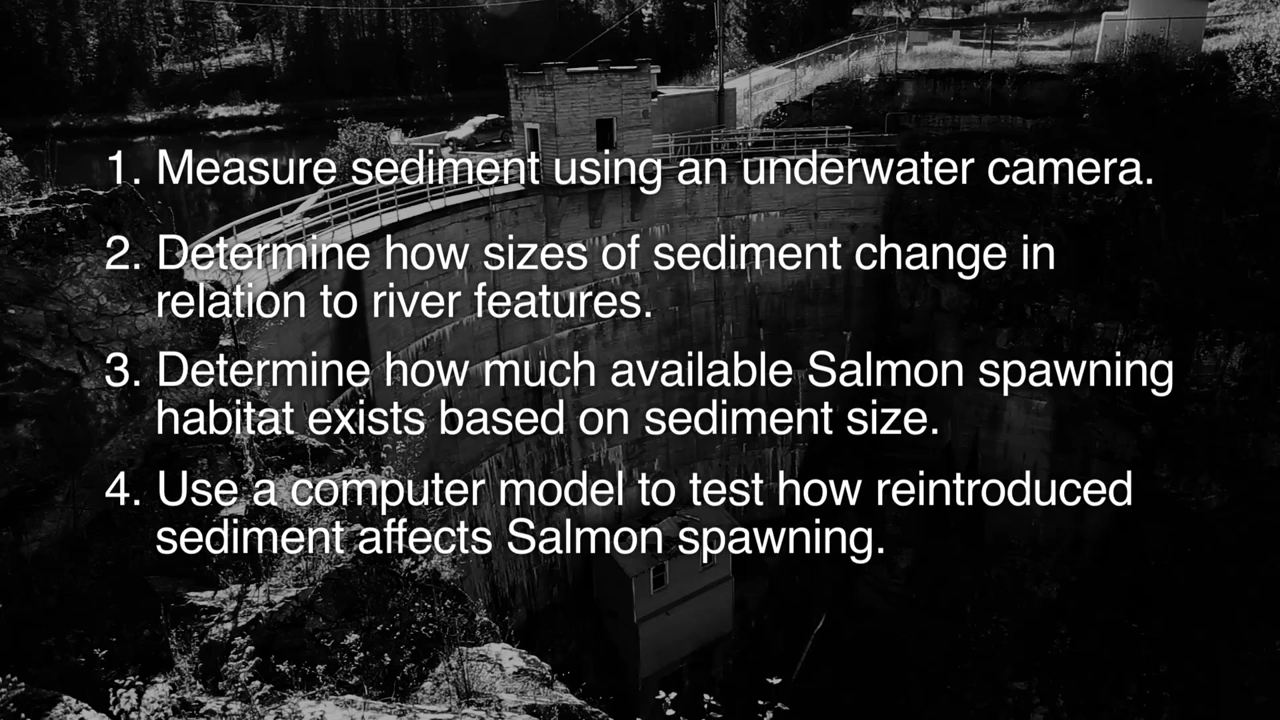 1. Measure sediment using an underwater camera.
2. Determine how sizes of sediment change in
relation to river features.
3. Determine how much available Salmon spawning
habitat exists based on sediment size.
4. Use a computer model to test how reintroduced
sediment affects Salmon spawning.